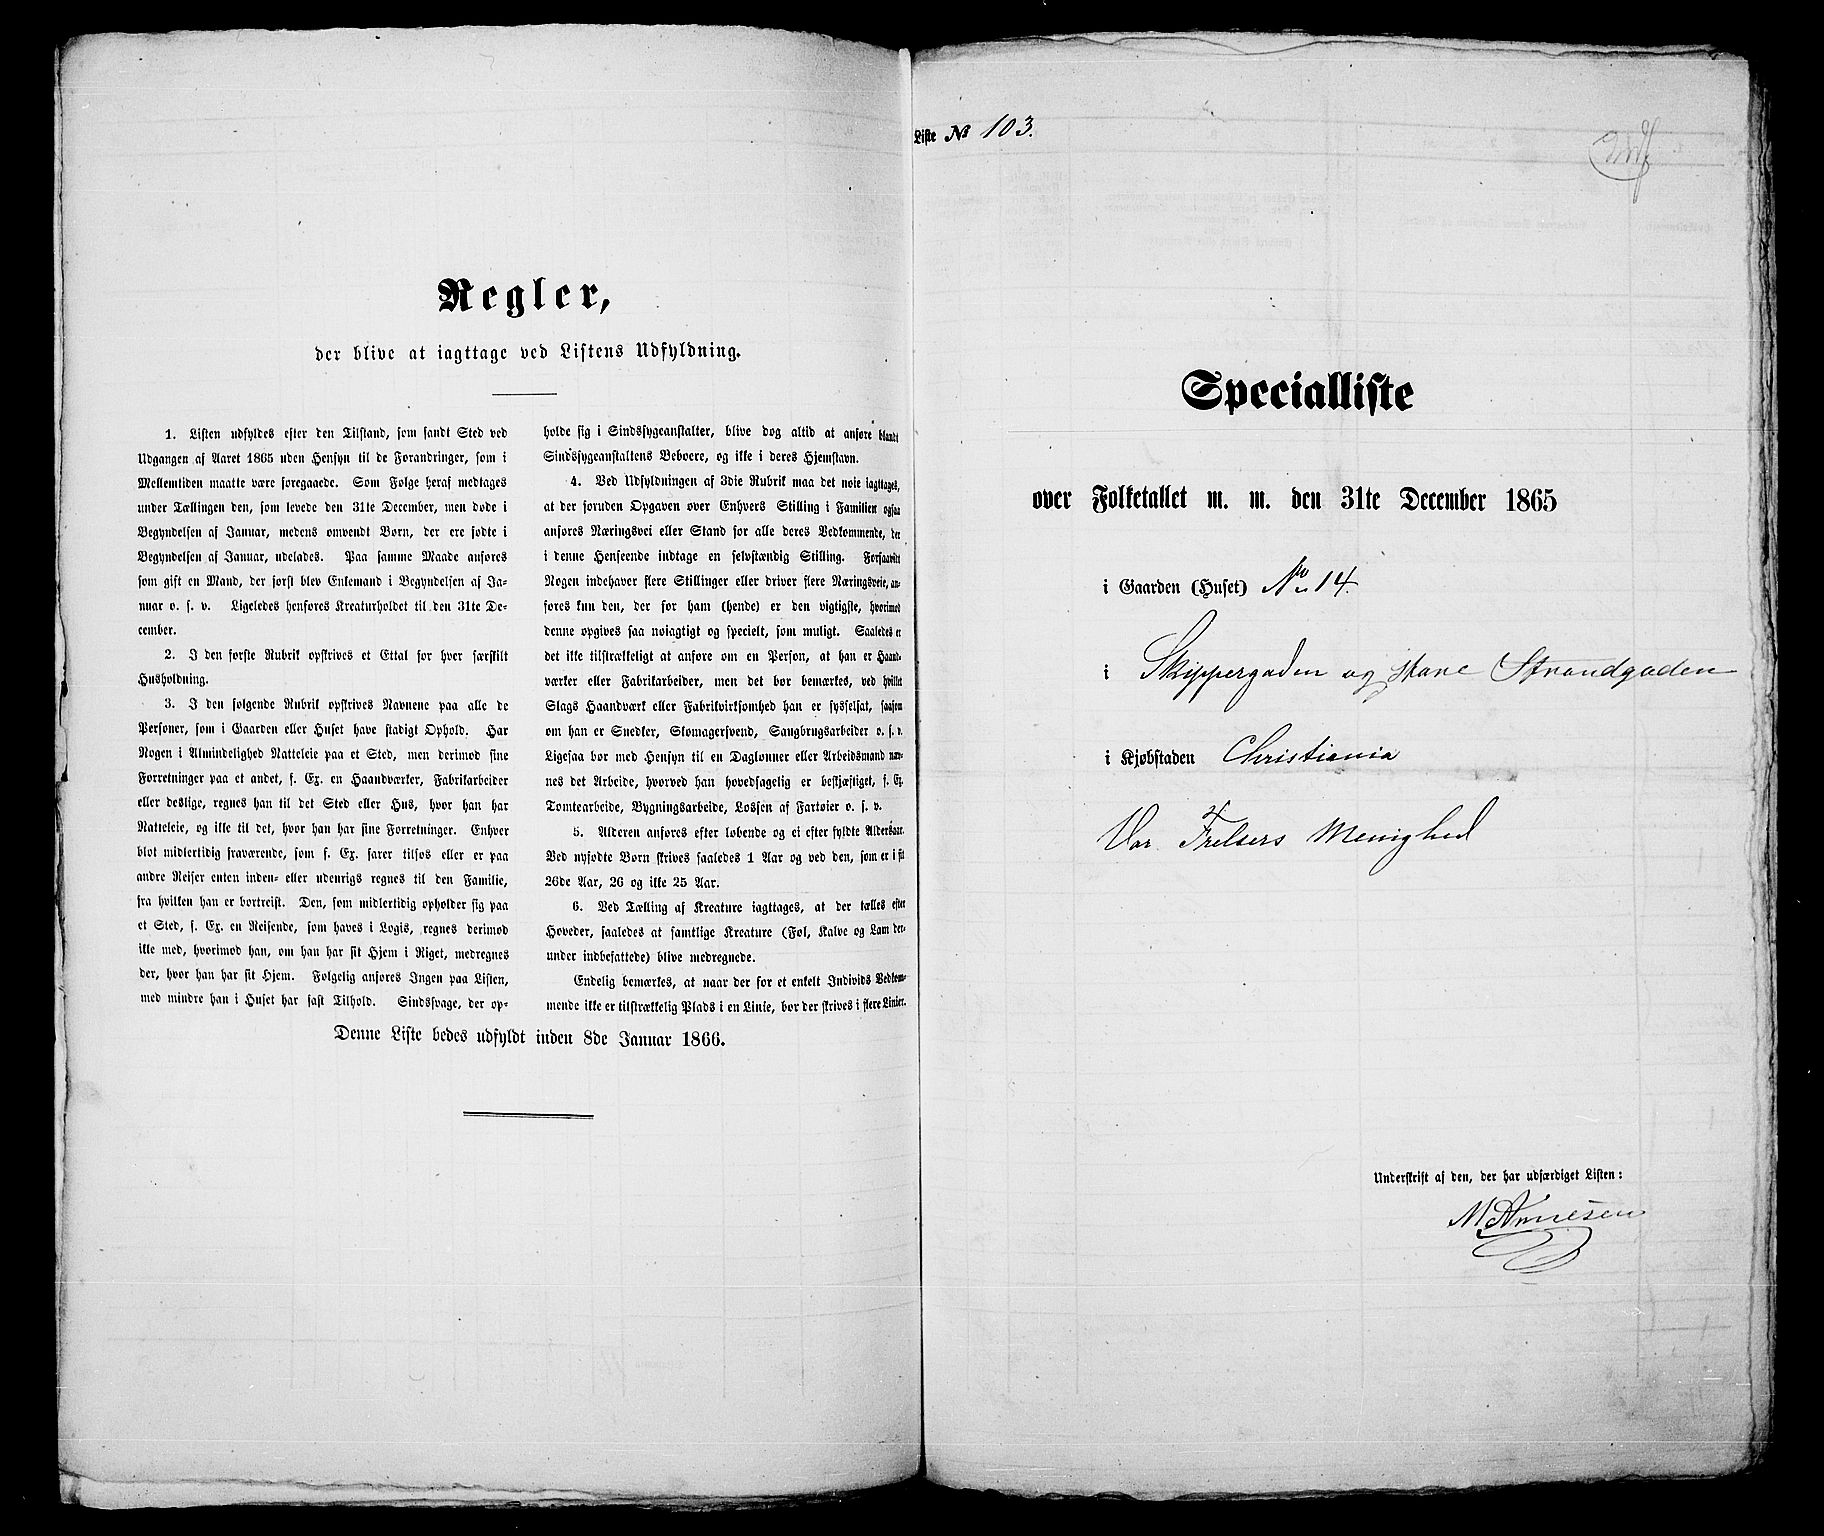 Regler,
der blive at iagttage ved Listens Udfyldning.
1. Listen udfyldes efter den Tilstand, som fandt Sted ved
Udgangen af Aaret 1865 uden Hensyn til de Forandringer, som i
Mellemtiden maatte være foregaaede. Som Følge heraf medtages
under Tællingen den, som levede den 31te December, men døde i
Begyndelsen af Januar, medens omvendt Børn, der ere fødte i
Begyndelsen af Januar, udelades. Paa samme Maade anføres
som gift en Mand, der først blev Enkemand i Begyndelsen af Ja-
nuar o. s. v. Ligeledes henføres Kreaturholdet til den 31te De-
cember.
2. I den første Rubrik opskrives et Ettal for hver særskilt
Husholdning.
3. I den følgende Rubrik opskrives Navnene paa alle de
Personer, som i Gaarden eller Huset have stadigt Ophold. Har
Nogen i Almindelighed Natteleie paa et Sted, men derimod sine
Forretninger paa et andet, f. Ex. en Haandværker, Fabrikarbeider
eller deslige, regnes han til det Sted eller Hus, hvor han har
Natteleie, og ikke til det, hvor han har sine Forretninger. Enhver
blot midlertidig fraværende, som f. Ex. farer tilsøs eller er paa
andre Reiser enten inden- eller udenrigs regnes til den Familie,
fra hvilken han er bortreist. Den, som midlertidig opholder sig paa
et Sted, f. Ex. en Reisende, som haves i Logis, regnes derimod
ikke med, hvorimod han, om han har sit Hjem i Riget, medregnes
der, hvor han har sit Hjem. Følgelig anføres Ingen paa Listen,
med mindre han i Huset har fast Tilhold. Sindssvage, der op-
holde sig i Sindssygeanstalter, blive dog altid at anføre blandt
Sindssygeanstaltens Beboere, og ikke i deres Hjemstavn.
4. Ved Udfyldningen af 3die Rubrik maa det nøie iagttages,
at der foruden Opgaven over Enhvers Stilling i Familien ogsaa
anføres Næringsvei eller Stand for alle deres Vedkommende, der
i denne Henseende indtage en selvstændig Stilling. Forsaavidt
Nogen indehaver flere Stillinger eller driver flere Næringsveie, an-
føres kun den, der for ham (hende) er den vigtigste, hvorimod
denne opgives saa nøiagtigt og specielt, som muligt. Saaledes er
det ikke tilstrækkeligt at anføre om en Person, at han er Haand-
værker eller Fabrikarbeider, men det bør bemærkes, ved hvilket
Slags Haandværk eller Fabrikvirksomhed han er sysselsat, saasom
om han er Snedker, Skomagersvend, Saugbrugsarbeider o. s. v.
Ligesaa bør med Hensyn til en Daglønner eller Arbeidsmand næv-
nes det Arbeide, hvorved han hovedsagelig er beskjæftiget, f. Ex.
Tomtearbeide, Bygningsarbeide, Lossen af Fartøier o. s. v.
5. Alderen anføres efter løbende og ei efter fyldte Aldersaar.
Ved nyfødte Børn skrives saaledes 1 Aar og ved den, som er i sit
26de Aar, 26 og ikke 25 Aar.
6. Ved Tælling af Kreature iagttages, at der tælles efter
Hoveder, saaledes at samtlige Kreature (Føl, Kalve og Lam der-
under indbefattede) blive medregnede.
Endelig bemærkes, at naar der for et enkelt Individs Vedkom-
mende ikke er tilstrækkelig Plads i en Linie, bør der skrives i flere Linier.
Denne Liste bedes udfyldt inden 8de Januar 1866.
Liste № 103.
Specialliste
over Folketallet m. m. den 31te December 1865
i Gaarden (Huset) No 14.
i Skippergaden og store Strandgaden
i Kjøbstaden Christiania
Vor Frelsers Menighed
Underskrift af den, der har udfærdiget Listen: